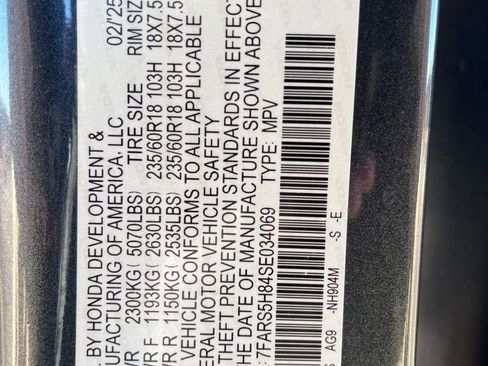 . BY HONDA DEVELOPMENT & 02/25
UFACTURING OF AMERICA, LLC TIRE SIZE RIM SIZ
WR 2300KG( 5070LBS)
WR F 1193KG( 2630LBS) 235/60R18 103H 18X7.5
WR R 1150KG( 2535LBS) 235/60R18 103H 18X7.5
VEHICLE CONFORMS TO ALL APPLICABLE
ERAL MOTOR VEHICLE SAFETY
THEFT PREVENTION STANDARDS IN EFFECT
THE DATE OF MANUFACTURE SHOWN ABOVE
:7FARS5H84SE034069 TYPE: MPV
S AG9 -NH904M -S -E